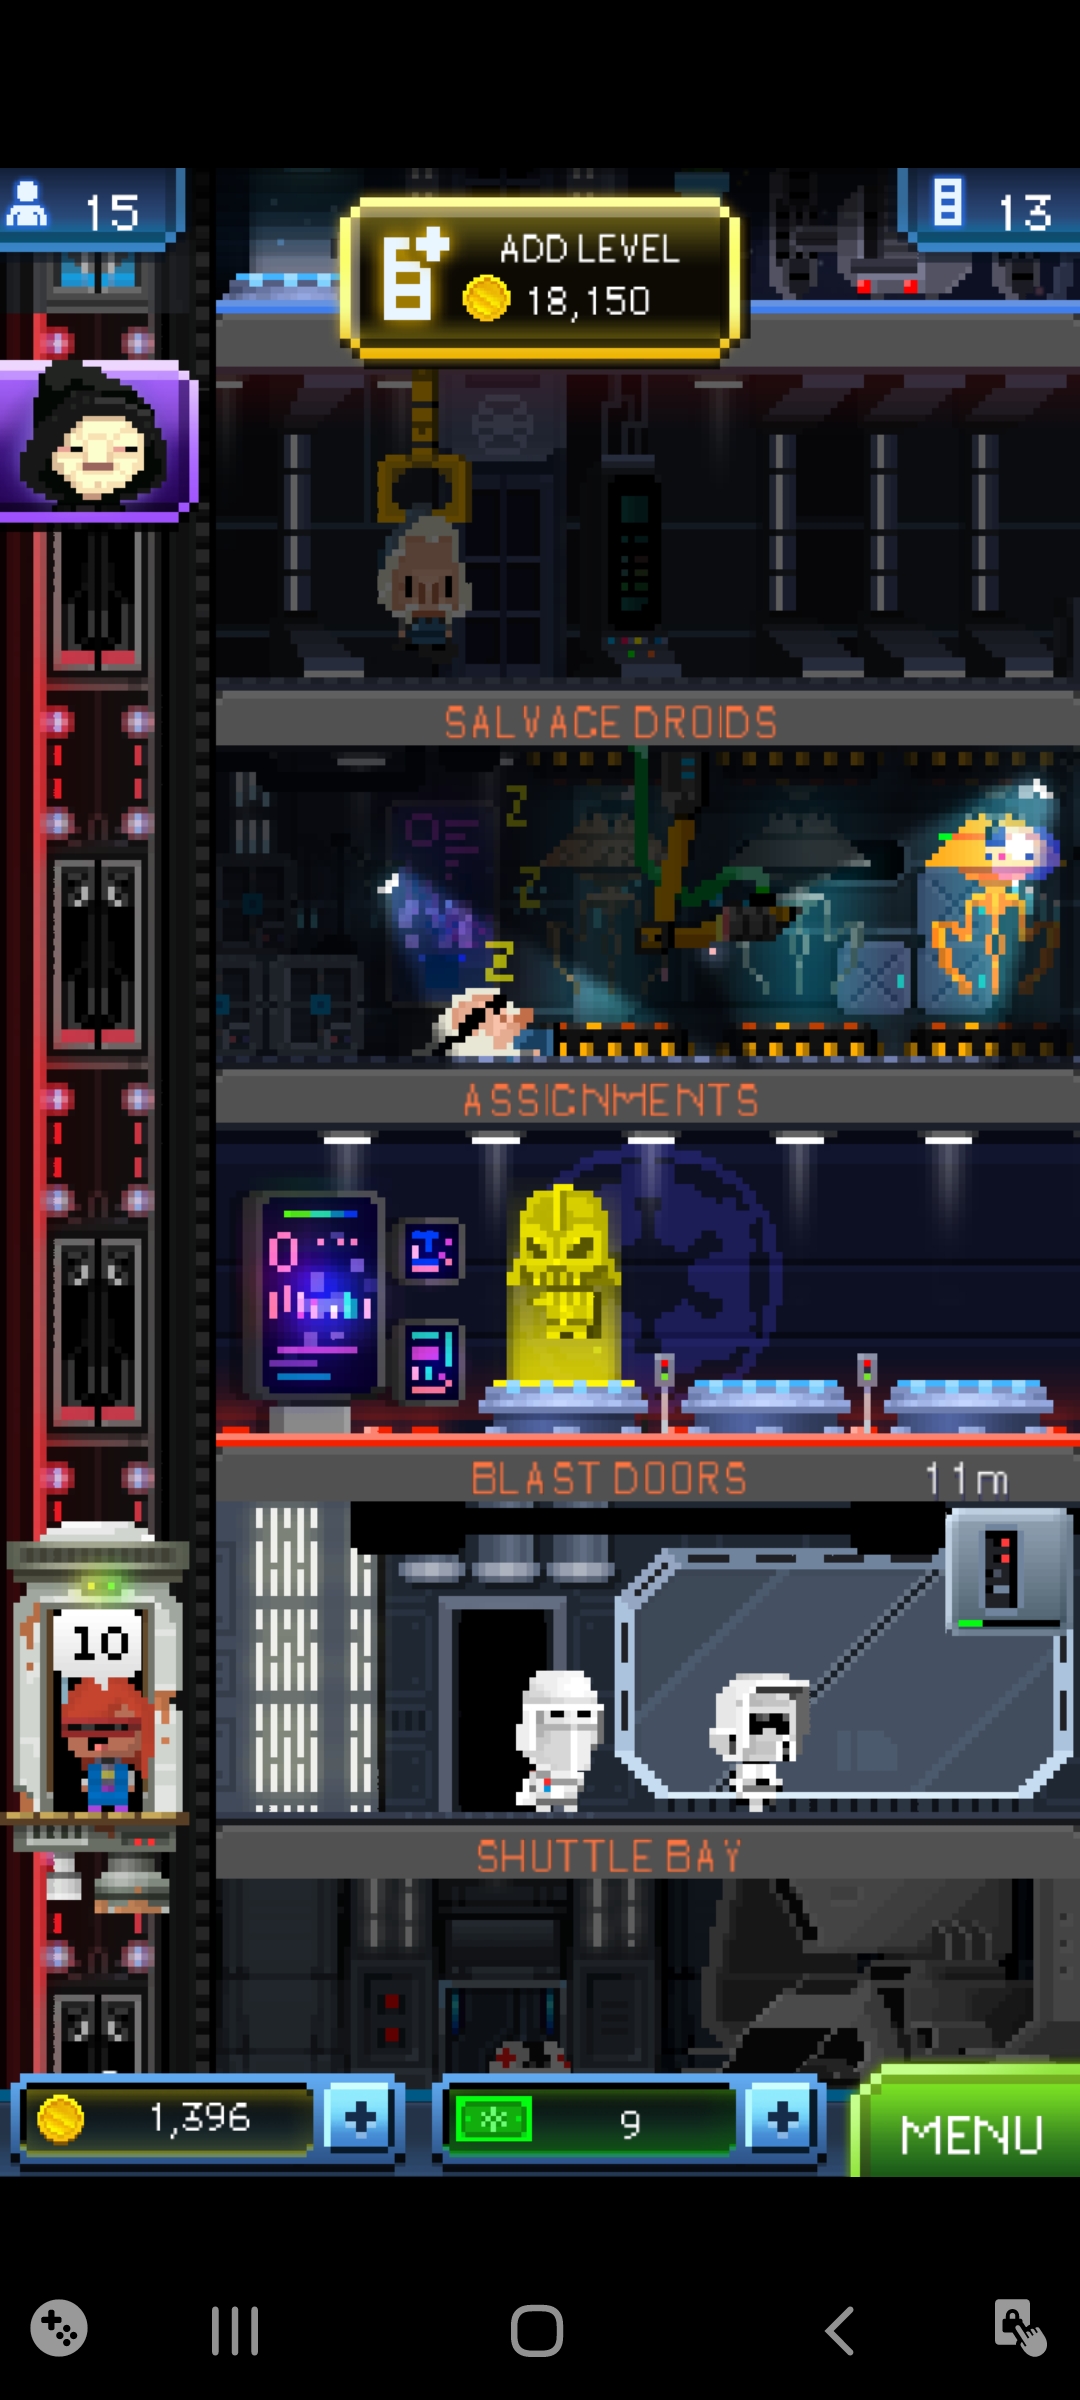 15
ADD LEVEL
18,150
13
SALVAGE DROIDS
Z
Z
Z
ASSIGNMENTS
BLAST DOORS 11m
10
SHUTTLE BAY
1,396
9
MENU